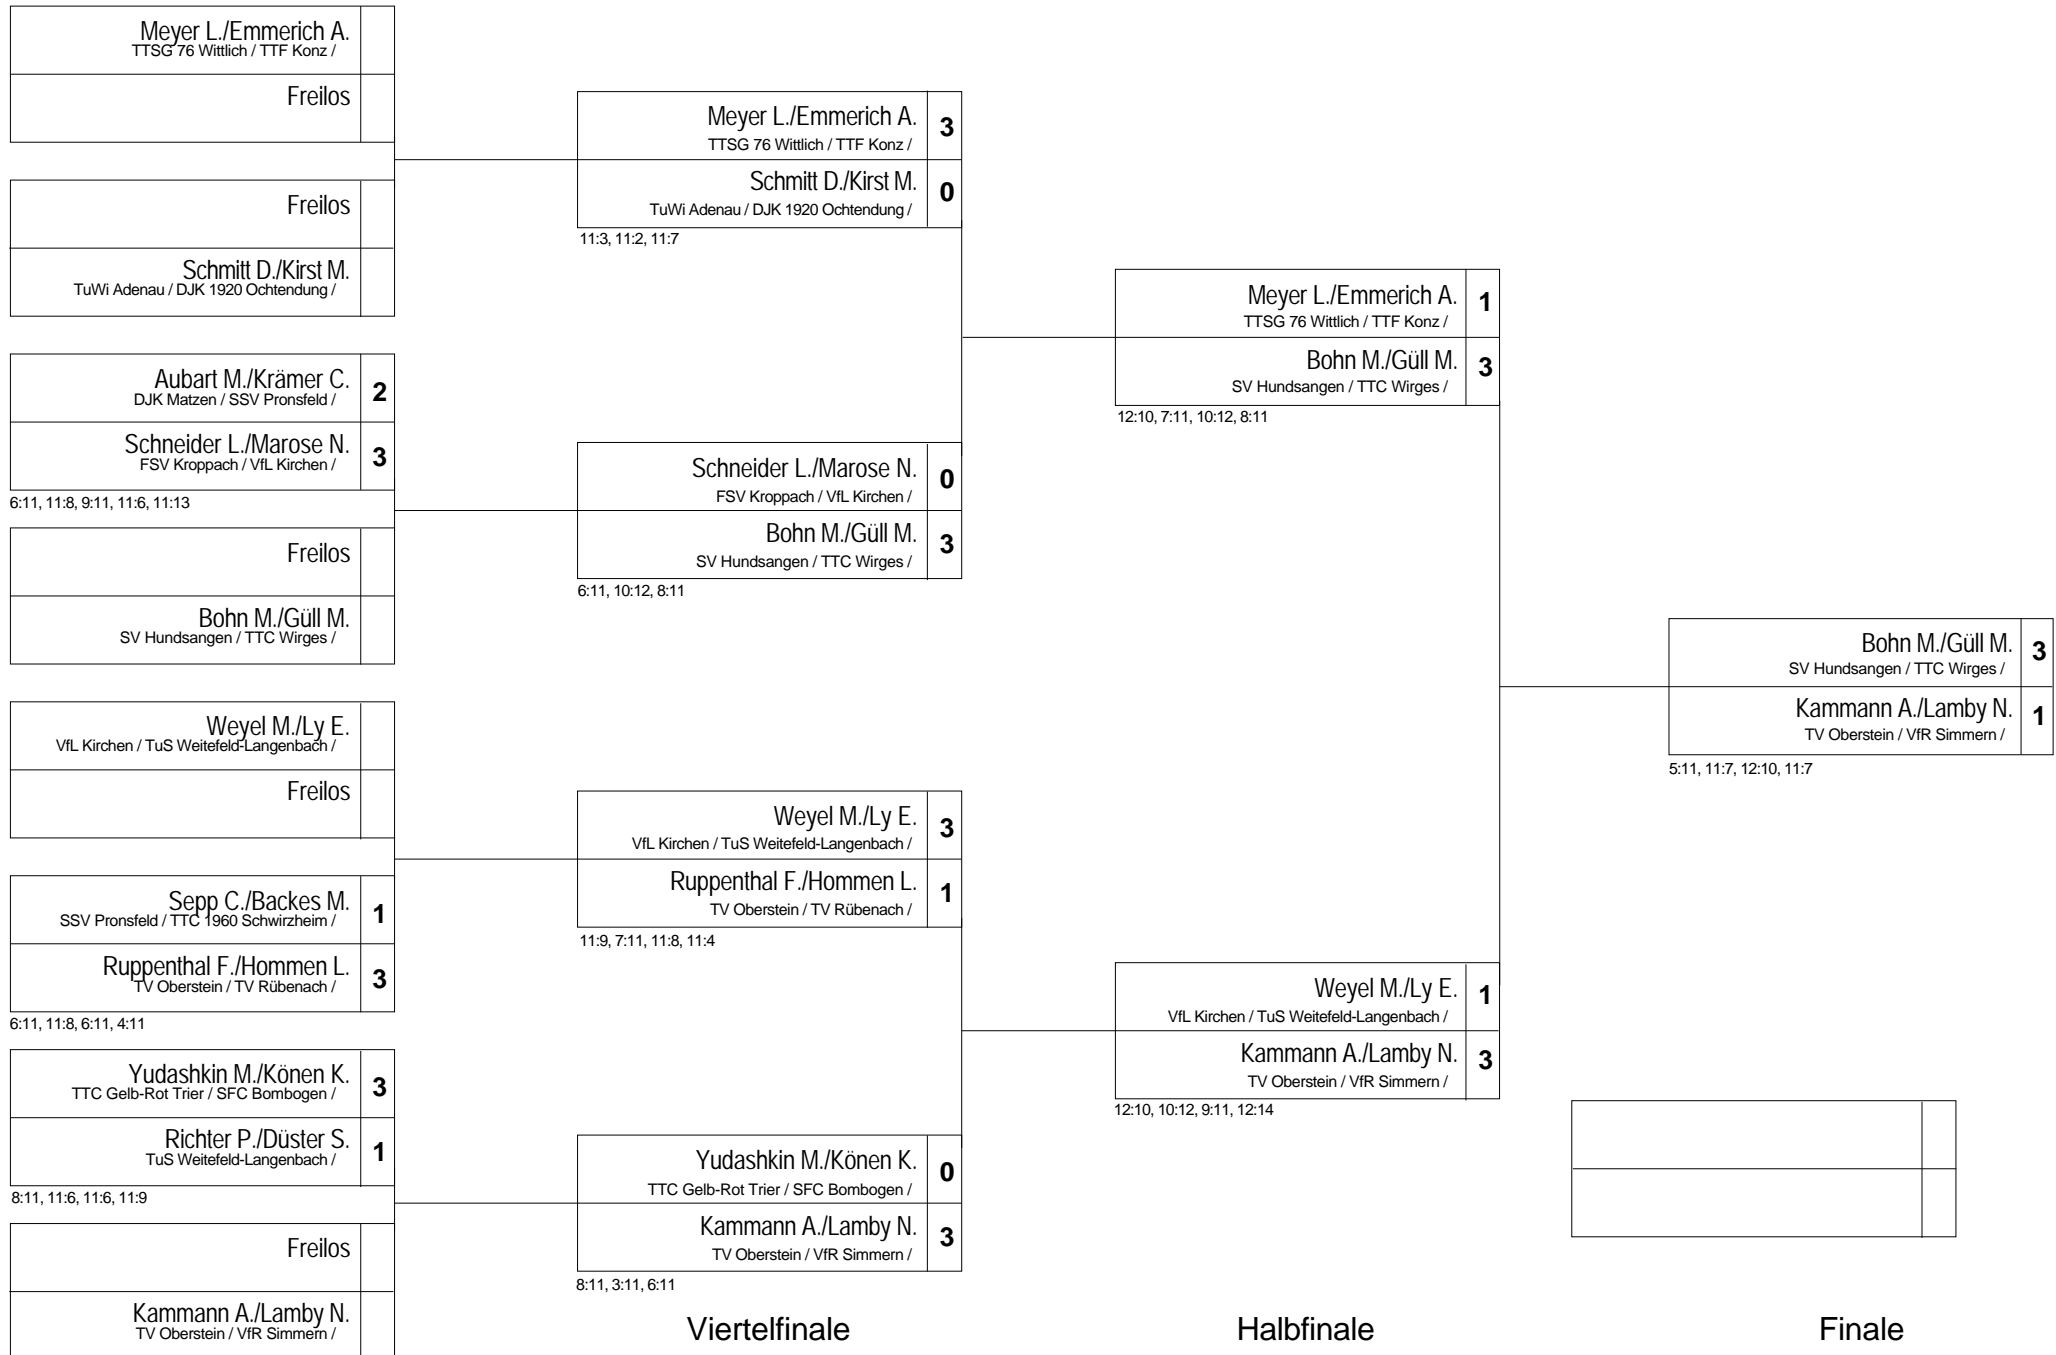 Meyer L./Emmerich A.
TTSG 76 Wittlich / TTF Konz /
Freilos
Freilos
Schmitt D./Kirst M.
TuWi Adenau / DJK 1920 Ochtendung /
Aubart M./Krämer C. 2
DJK Matzen / SSV Pronsfeld /
Schneider L./Marose N. 3
FSV Kroppach / VfL Kirchen /
6:11, 11:8, 9:11, 11:6, 11:13
Freilos
Bohn M./Güll M.
SV Hundsangen / TTC Wirges /
Weyel M./Ly E.
VfL Kirchen / TuS Weitefeld-Langenbach /
Freilos
Sepp C./Backes M. 1
SSV Pronsfeld / TTC 1960 Schwirzheim /
Ruppenthal F./Hommen L. 3
TV Oberstein / TV Rübenach /
6:11, 11:8, 6:11, 4:11
Yudashkin M./Könen K. 3
TTC Gelb-Rot Trier / SFC Bombogen /
Richter P./Düster S. 1
TuS Weitefeld-Langenbach /
8:11, 11:6, 11:6, 11:9
Freilos
Kammann A./Lamby N.
TV Oberstein / VfR Simmern /
Meyer L./Emmerich A. 3
TTSG 76 Wittlich / TTF Konz /
Schmitt D./Kirst M. 0
TuWi Adenau / DJK 1920 Ochtendung /
11:3, 11:2, 11:7
Schneider L./Marose N. 0
FSV Kroppach / VfL Kirchen /
Bohn M./Güll M. 3
SV Hundsangen / TTC Wirges /
6:11, 10:12, 8:11
Weyel M./Ly E. 3
VfL Kirchen / TuS Weitefeld-Langenbach /
Ruppenthal F./Hommen L. 1
TV Oberstein / TV Rübenach /
11:9, 7:11, 11:8, 11:4
Yudashkin M./Könen K. 0
TTC Gelb-Rot Trier / SFC Bombogen /
Kammann A./Lamby N. 3
TV Oberstein / VfR Simmern /
8:11, 3:11, 6:11
Viertelfinale
Meyer L./Emmerich A. 1
TTSG 76 Wittlich / TTF Konz /
Bohn M./Güll M. 3
SV Hundsangen / TTC Wirges /
12:10, 7:11, 10:12, 8:11
Weyel M./Ly E. 1
VfL Kirchen / TuS Weitefeld-Langenbach /
Kammann A./Lamby N. 3
TV Oberstein / VfR Simmern /
12:10, 10:12, 9:11, 12:14
Halbfinale
Bohn M./Güll M. 3
SV Hundsangen / TTC Wirges /
Kammann A./Lamby N. 1
TV Oberstein / VfR Simmern /
5:11, 11:7, 12:10, 11:7
Finale